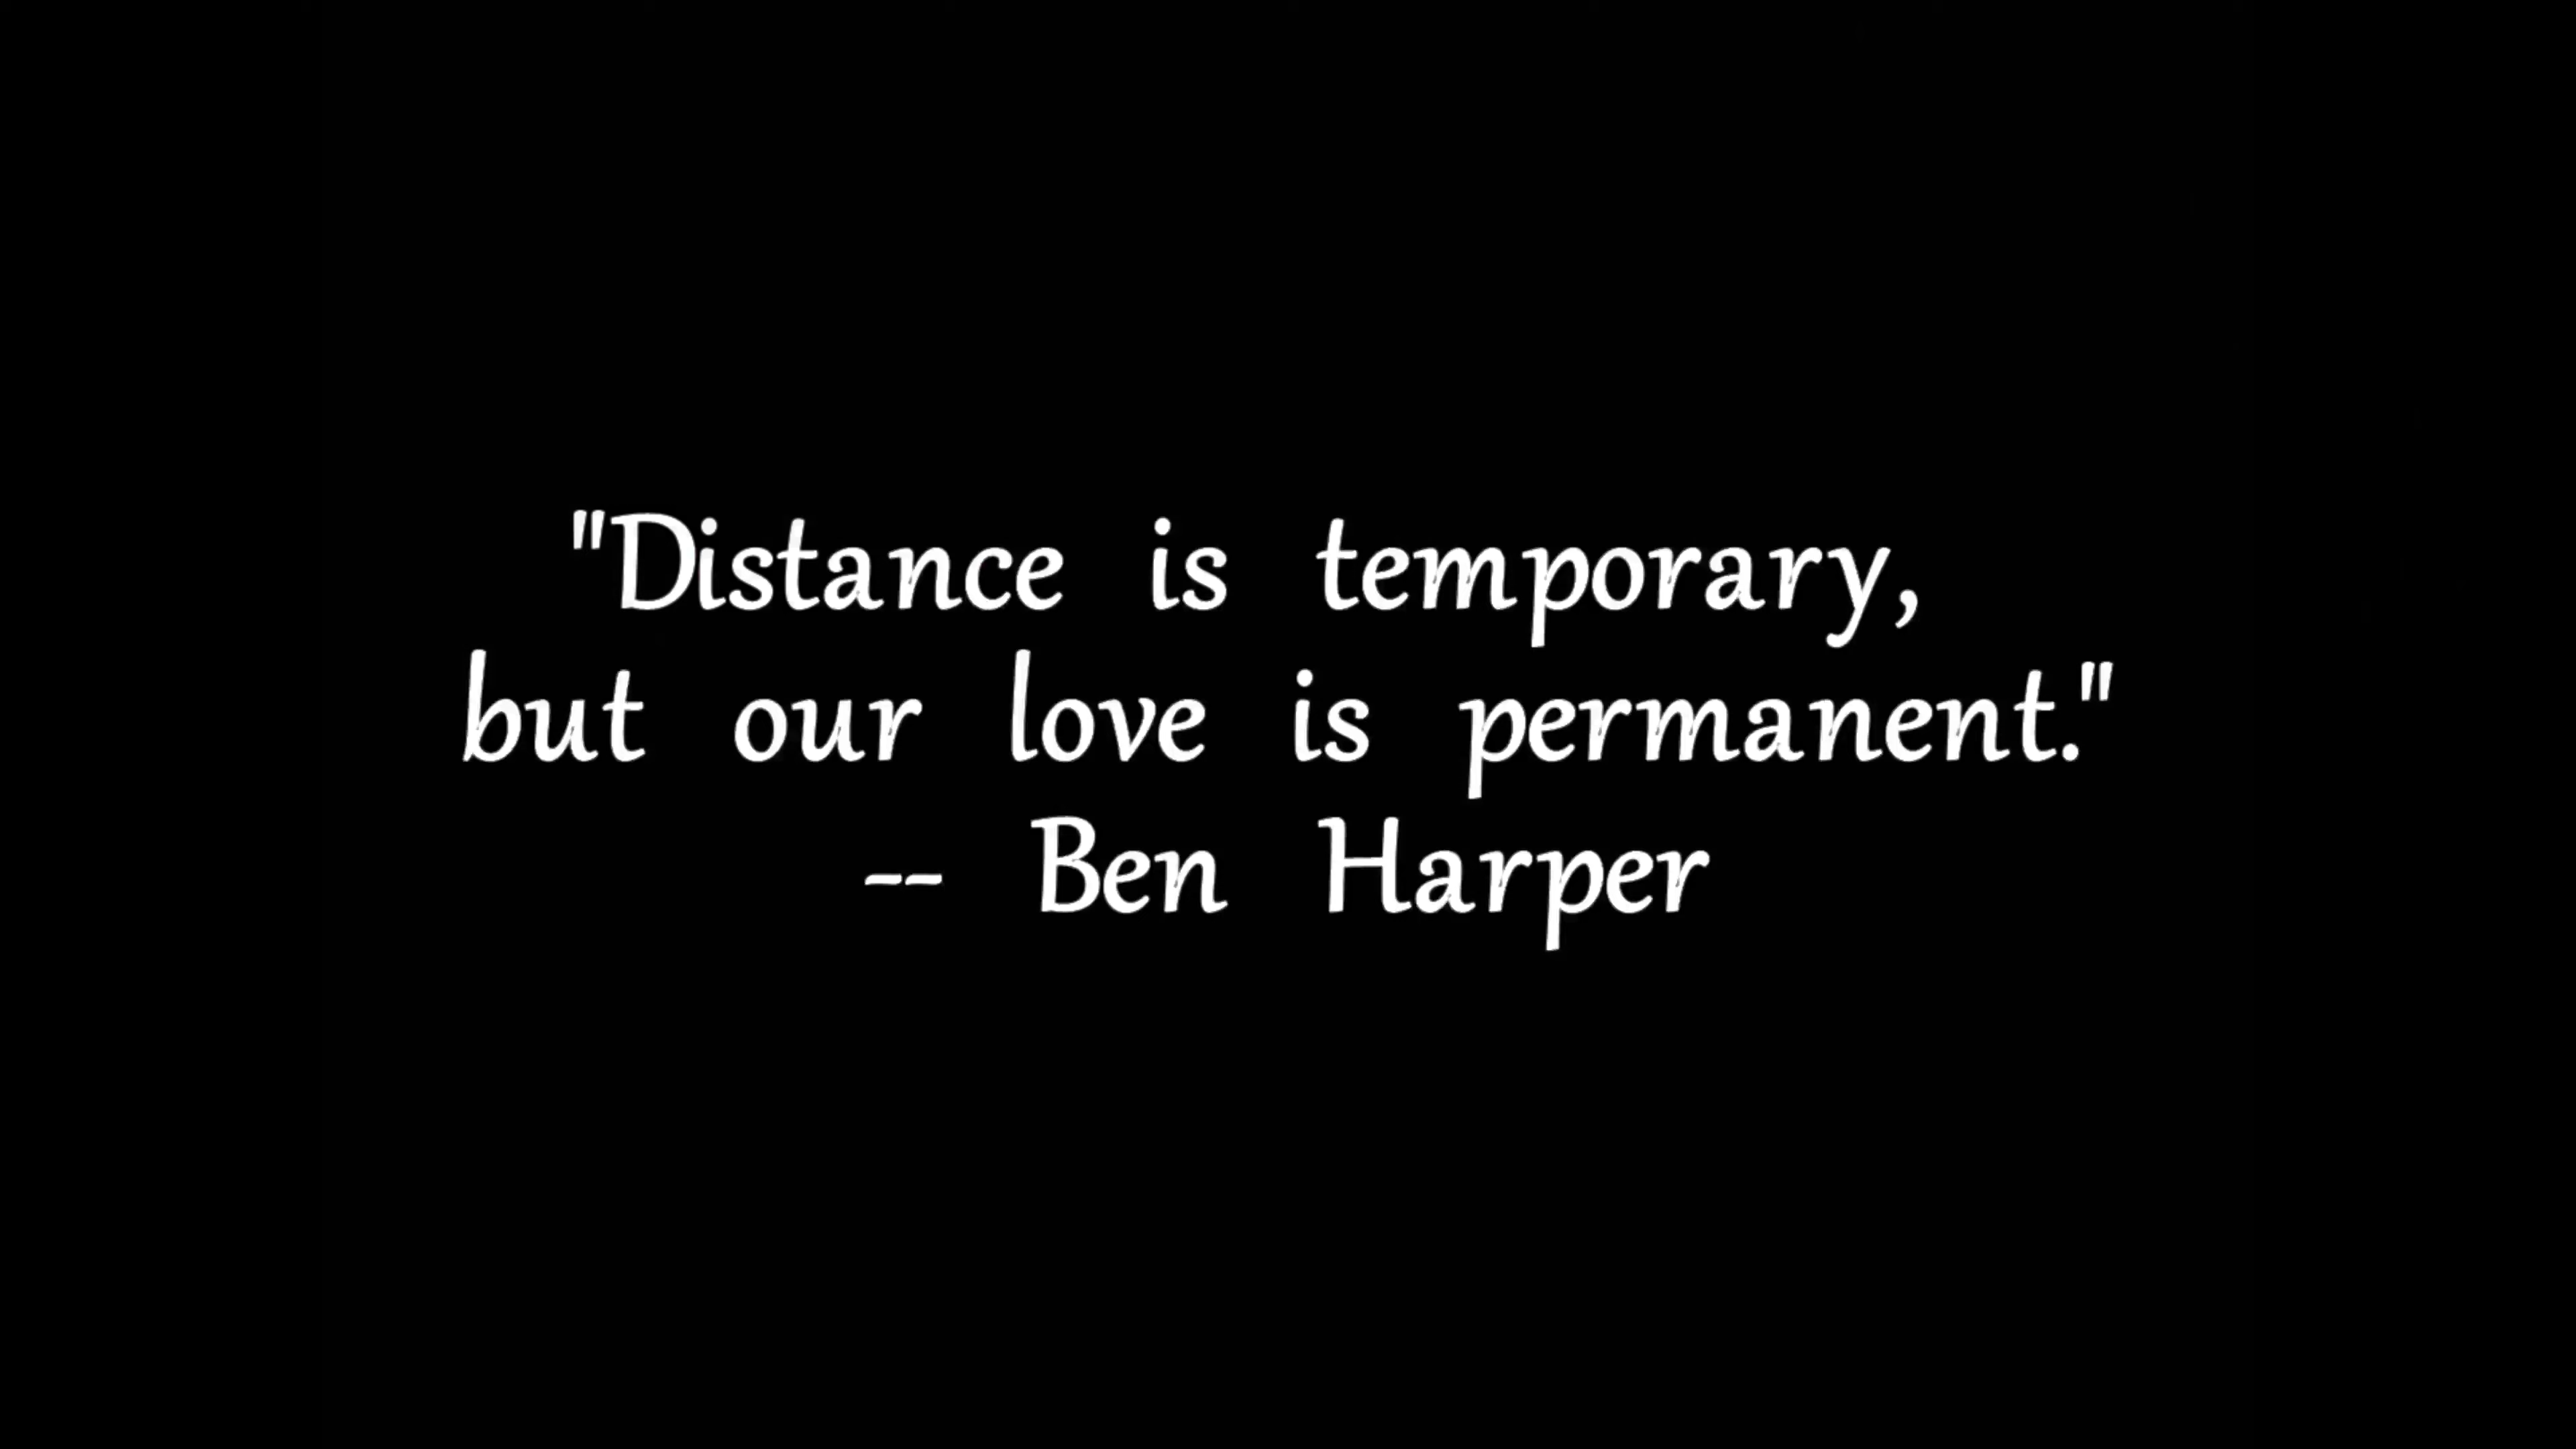 "Distance is temporary,
but our love is permanent."
-- Ben Harper